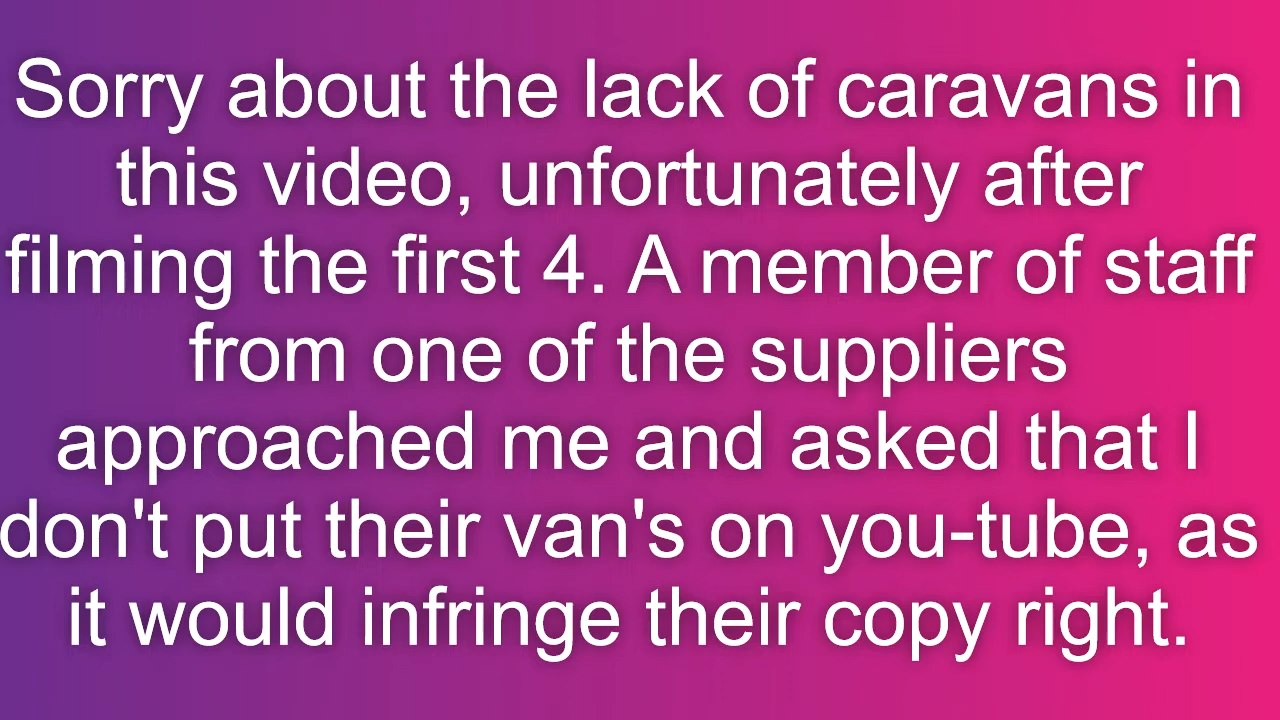 Sorry about the lack of caravans in
this video, unfortunately after
filming the first 4. A member of staff
from one of the suppliers
approached me and asked that I
don't put their van's on you-tube, as
it would infringe their copy right.